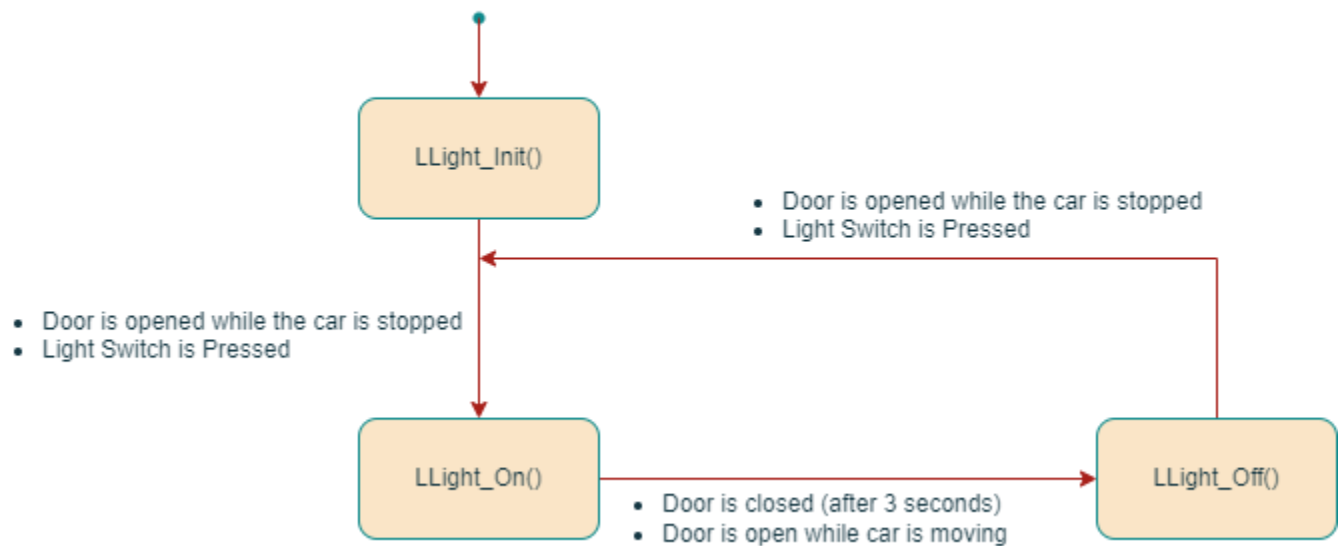 LLight_Init()
• Door is opened while the car is stopped
• Light Switch is Pressed
• Door is opened while the car is stopped
• Light Switch is Pressed
LLight_On()
LLight_Off()
• Door is closed (after 3 seconds)
• Door is open while car is moving